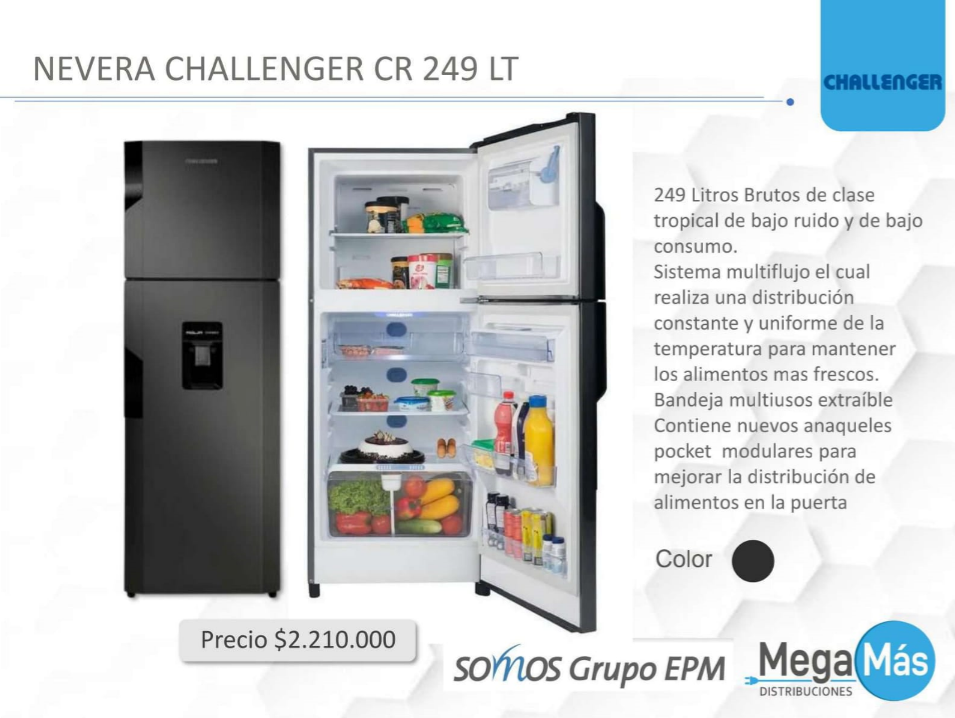 NEVERA CHALLENGER CR 249 LT
CHALLENGER
249 Litros Brutos de clase
tropical de bajo ruido y de bajo
consumo.
Sistema multiflujo el cual
realiza una distribución
constante y uniforme de la
temperatura para mantener
los alimentos mas frescos.
Bandeja multiusos extraíble
Contiene nuevos anaqueles
pocket modulares para
mejorar la distribución de
alimentos en la puerta
Color
Precio $2.210.000
somos Grupo EPM
Mega Más
DISTRIBUCIONES